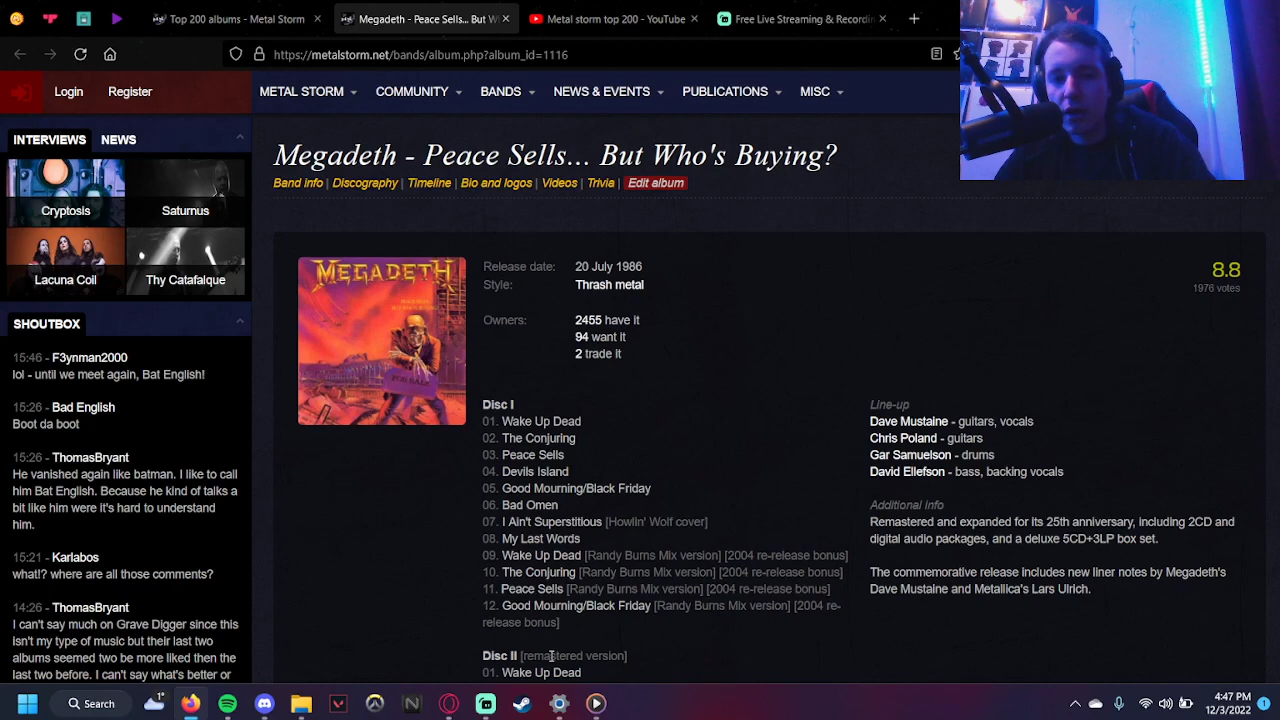 Top 200 albums - Metal Storm
Megadeth - Peace Sells... But W
Metal storm top 200 - YouTube
Free Live Streaming & Recordin
https://metalstorm.net/bands/album.php?album_id=1116
Login
Register
METAL STORM
COMMUNITY
BANDS
NEWS & EVENTS
PUBLICATIONS
MISC
INTERVIEWS
NEWS
Cryptosis
Saturnus
Lacuna Coil
Thy Catafalque
SHOUTBOX
15:46 - F3ynman2000
lol - until we meet again, Bat English!
15:26 - Bad English
Boot da boot
15:26 - ThomasBryant
He vanished again like batman. I like to call
him Bat English. Because he kind of talks a
bit like him were it's hard to understand
him.
15:21 - Karlabos
what!? where are all those comments?
14:26 - ThomasBryant
I can't say much on Grave Digger since this
isn't my type of music but their last two
albums seemed two be more liked then the
last two before. I can't say what's better or
Megadeth - Peace Sells... But Who's Buying?
Band info | Discography | Timeline | Bio and logos | Videos | Trivia | Edit album
MEGADETH
FOR SALE
Release date: 20 July 1986
Style: Thrash metal
Owners: 2455 have it
94 want it
2 trade it
8.8
1976 votes
Disc I
01. Wake Up Dead
02. The Conjuring
03. Peace Sells
04. Devils Island
05. Good Mourning/Black Friday
06. Bad Omen
07. I Ain't Superstitious [Howlin' Wolf cover]
08. My Last Words
09. Wake Up Dead [Randy Burns Mix version] [2004 re-release bonus]
10. The Conjuring [Randy Burns Mix version] [2004 re-release bonus]
11. Peace Sells [Randy Burns Mix version] [2004 re-release bonus]
12. Good Mourning/Black Friday [Randy Burns Mix version] [2004 re-
release bonus]
Disc II [remastered version]
01. Wake Up Dead
Line-up
Dave Mustaine - guitars, vocals
Chris Poland - guitars
Gar Samuelson - drums
David Ellefson - bass, backing vocals
Additional info
Remastered and expanded for its 25th anniversary, including 2CD and
digital audio packages, and a deluxe 5CD+3LP box set.
The commemorative release includes new liner notes by Megadeth's
Dave Mustaine and Metallica's Lars Ulrich.
Search
4:47 PM
12/3/2022